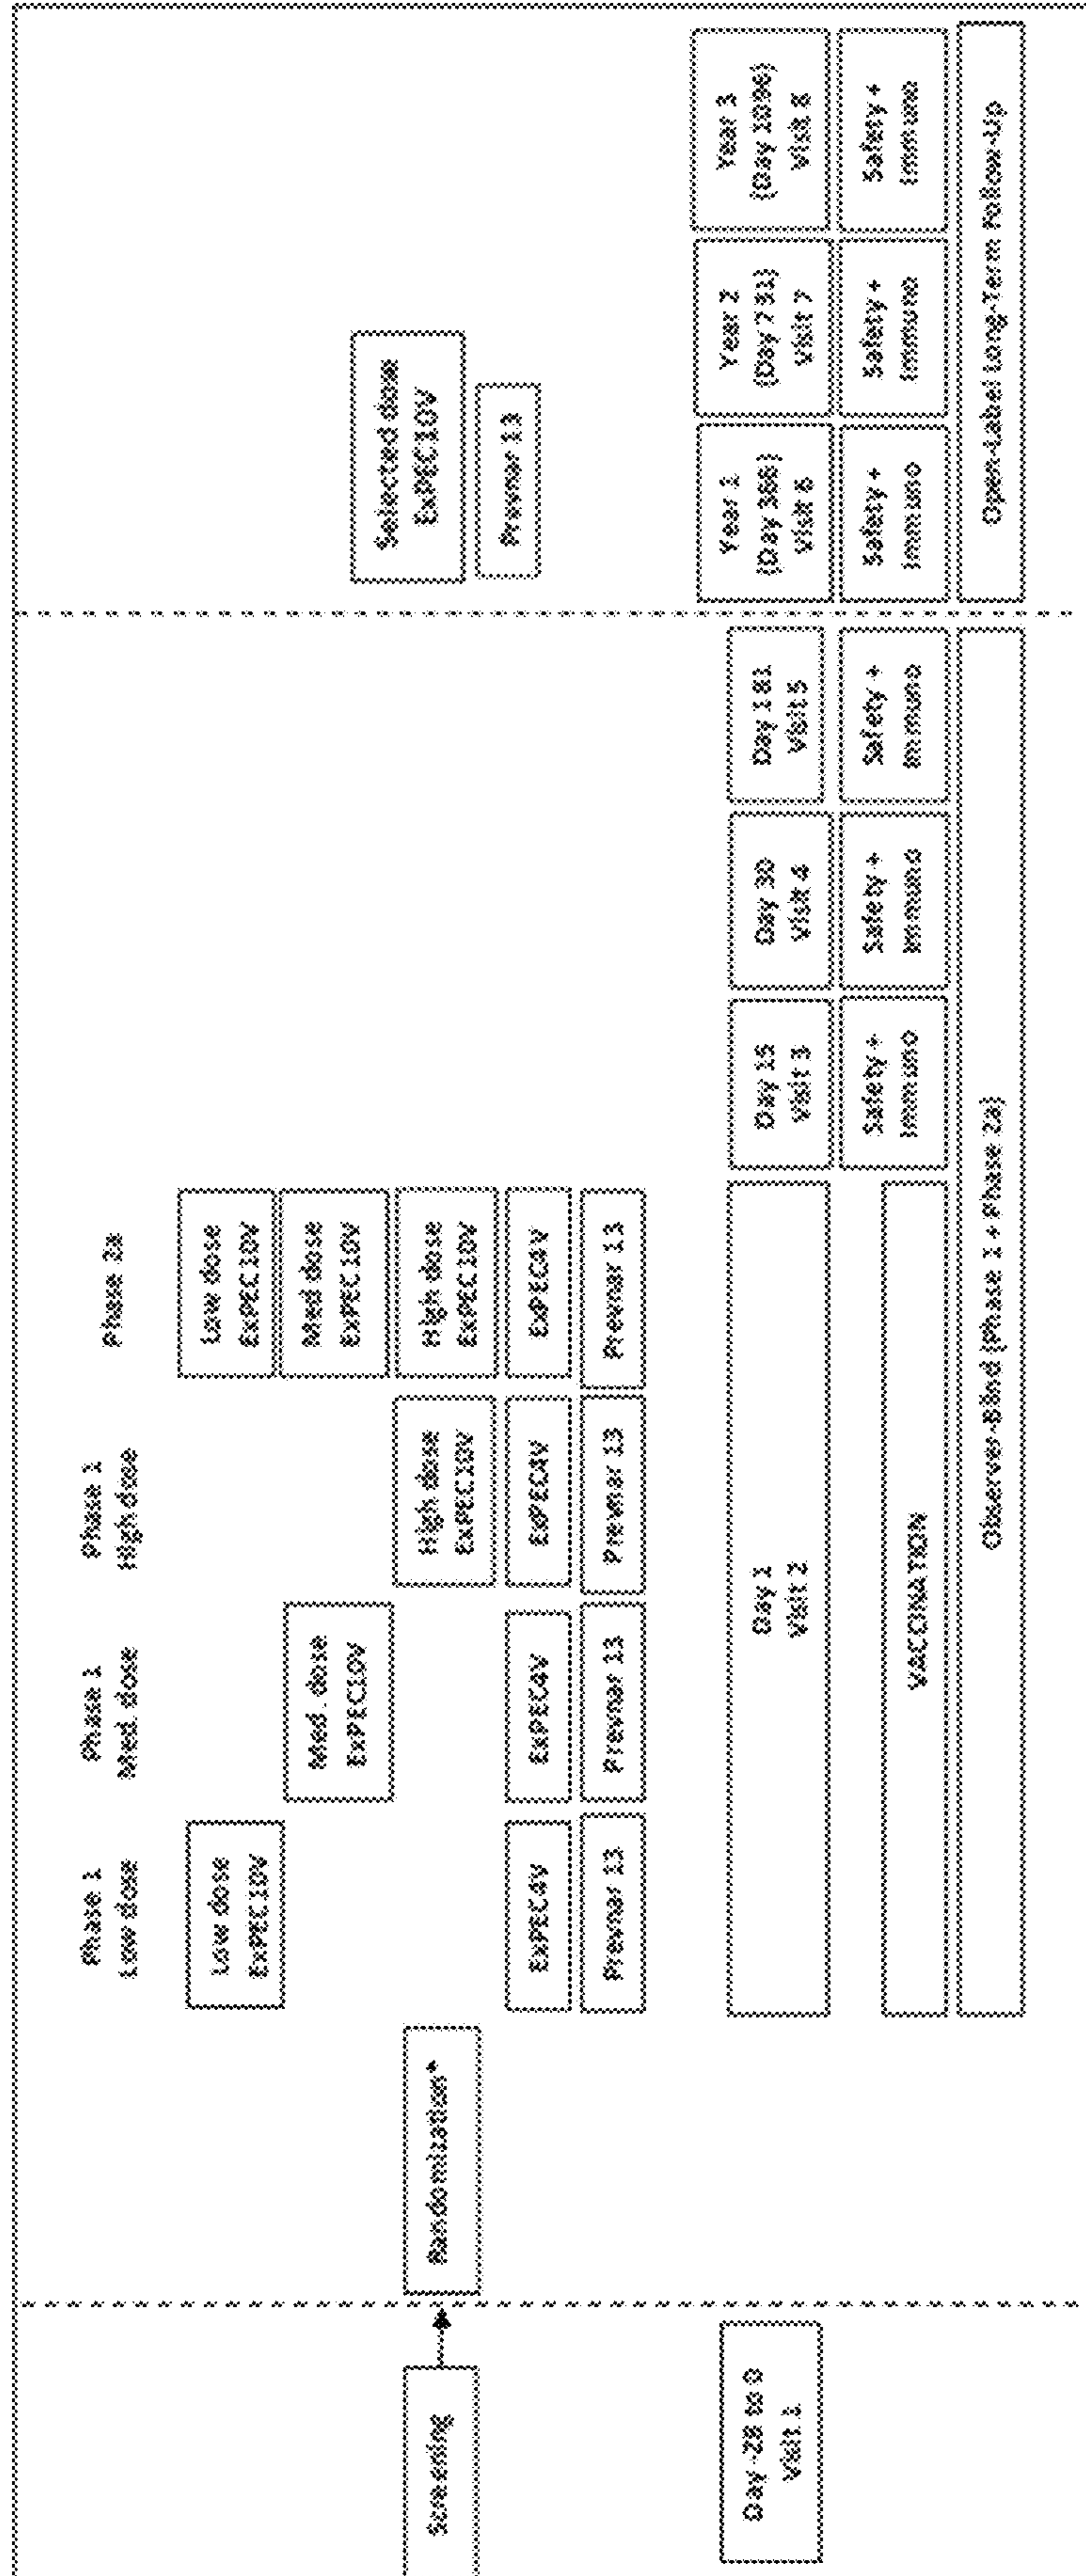 Screening
Randomization*
Phase 1
Low dose
Phase 1
Med. dose
Phase 1
High dose
Phase 2a
Low dose
ExPEC10V
Low dose
ExPEC10V
Med. dose
ExPEC10V
Med dose
ExPEC10V
High dose
ExPEC10V
High dose
ExPEC10V
ExPEC4V
ExPEC4V
ExPEC4V
ExPEC4V
Prevnar 13
Prevnar 13
Prevnar 13
Prevnar 13
Selected dose
ExPEC10V
Prevnar 13
Day -28 to 0
Visit 1
Day 1
Visit 2
Day 15
Visit 3
Day 30
Visit 4
Day 181
Visit 5
Year 1
(Day 366)
Visit 6
Year 2
(Day 731)
Visit 7
Year 3
(Day 1096)
Visit 8
VACCINATION
Safety +
Immuno
Safety +
Immuno
Safety +
Immuno
Safety +
Immuno
Safety +
Immuno
Safety +
Immuno
Observer-Blind (Phase 1 + Phase 2a)
Open-Label Long-Term Follow-Up